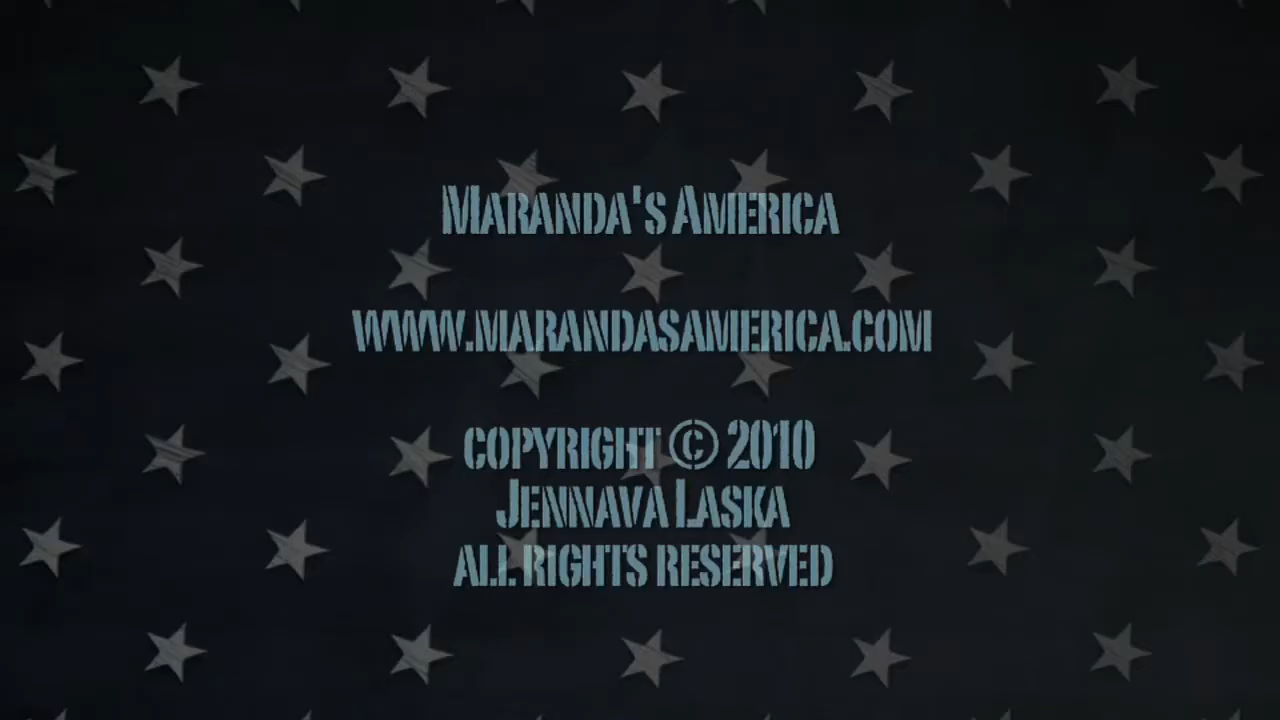 Maranda's America
WWW.MARANDASAMERICA.COM
COPYRIGHT © 2010
Jennava Laska
ALL RIGHTS RESERVED